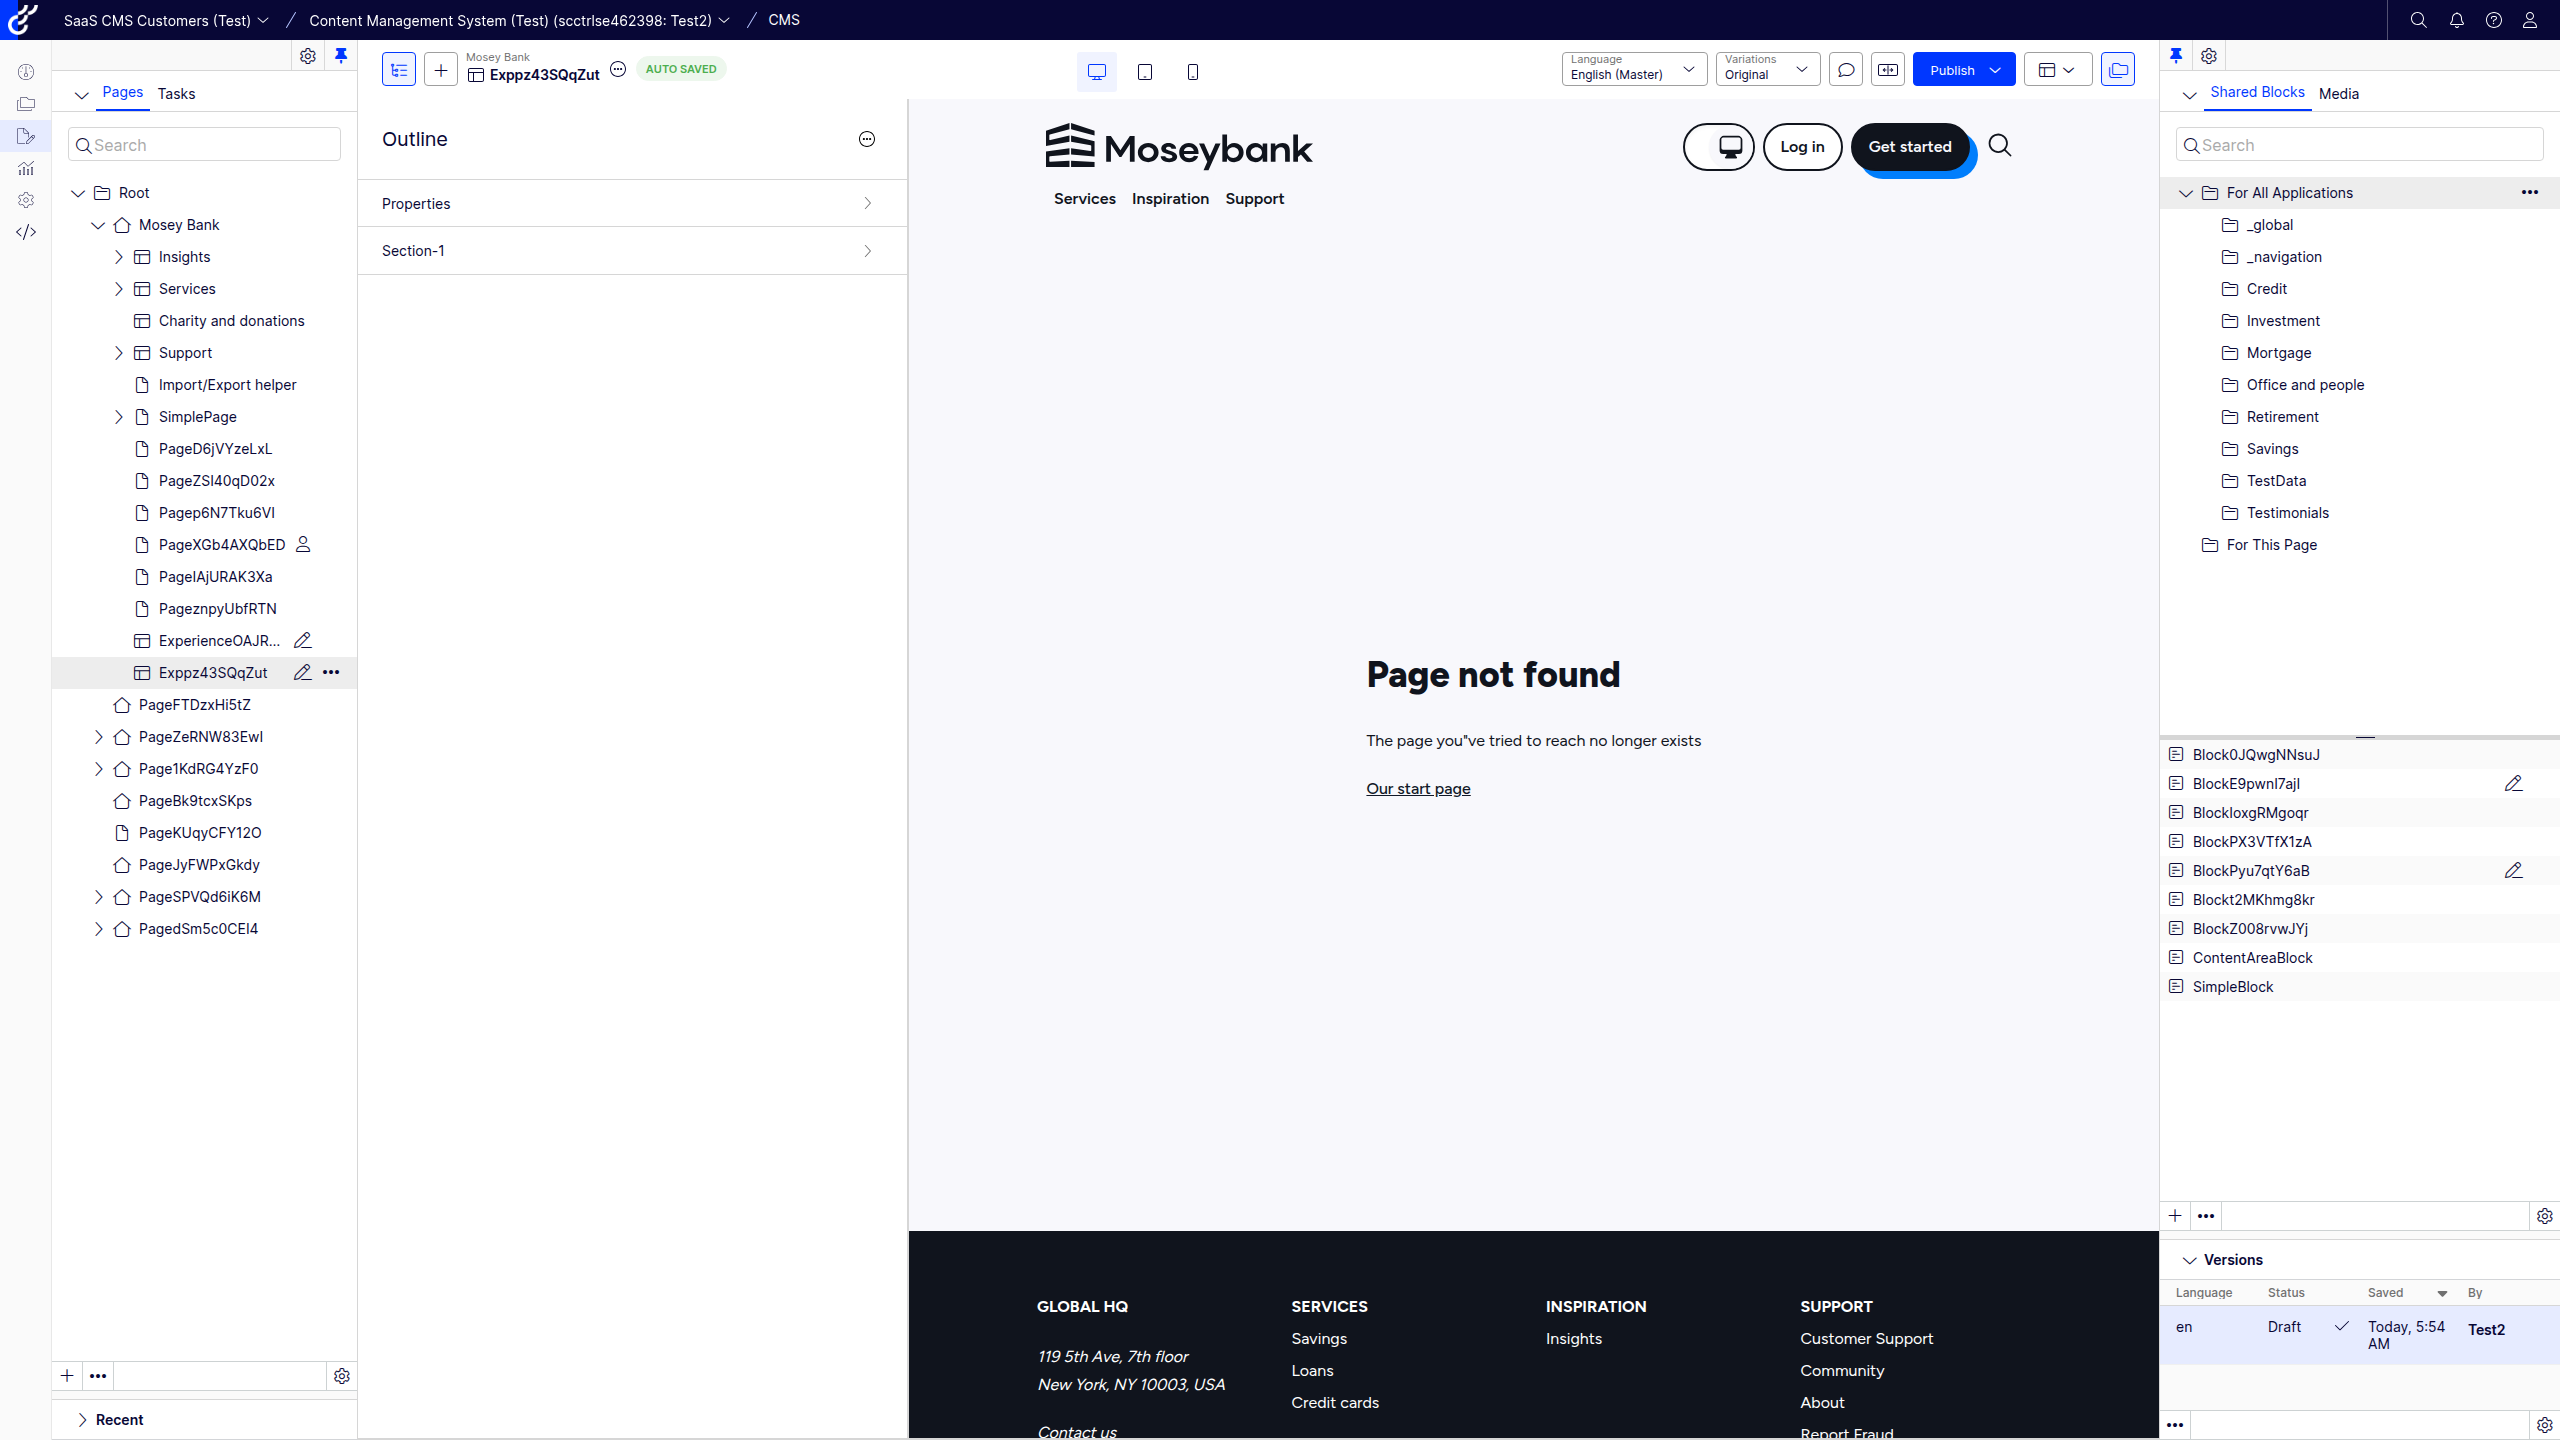 SaaS CMS Customers (Test)
Content Management System (Test) (scctrlse462398: Test2)
CMS
Pages
Tasks
Search
Root
Mosey Bank
Insights
Services
Charity and donations
Support
Import/Export helper
SimplePage
PageD6jVYzeLxL
PageZSI40qD02x
Pagep6N7Tku6VI
PageXGb4AXQbED
PageIAjURAK3Xa
PageznpyUbfRTN
ExperienceOAJR...
Exppz43SQqZut
PageFTDzxHi5tZ
PageZeRNW83EwI
Page1KdRG4YzF0
PageBk9tcxSKps
PageKUqyCFY12O
PageJyFWPxGkdy
PageSPVQd6iK6M
PagedSm5c0CEI4
Recent
Mosey Bank
Exppz43SQqZut
AUTO SAVED
Language
English (Master)
Variations
Original
Publish
Outline
Properties
Section-1
Moseybank
Log in
Get started
Services
Inspiration
Support
Page not found
The page you"ve tried to reach no longer exists
Our start page
GLOBAL HQ
119 5th Ave, 7th floor
New York, NY 10003, USA
Contact us
SERVICES
Savings
Loans
Credit cards
INSPIRATION
Insights
SUPPORT
Customer Support
Community
About
Report Fraud
Shared Blocks
Media
Search
For All Applications
_global
_navigation
Credit
Investment
Mortgage
Office and people
Retirement
Savings
TestData
Testimonials
For This Page
Block0JQwgNNsuJ
BlockE9pwnI7ajI
BlockIoxgRMgoqr
BlockPX3VTfX1zA
BlockPyu7qtY6aB
Blockt2MKhmg8kr
BlockZ008rvwJYj
ContentAreaBlock
SimpleBlock
Versions
Language
Status
Saved
By
en
Draft
Today, 5:54
AM
Test2